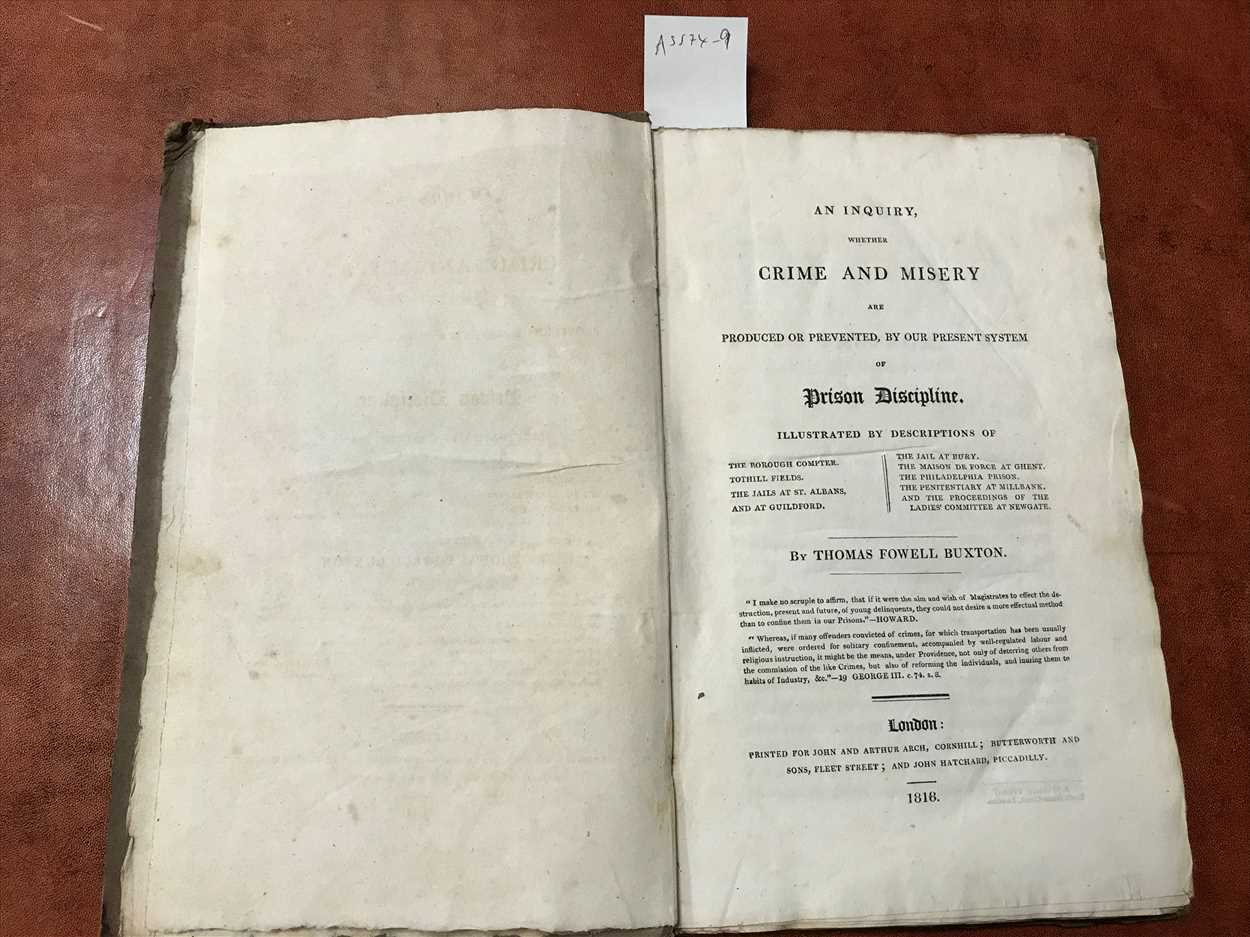 A3574-9
AN INQUIRY,
WHETHER
CRIME AND MISERY
ARE
PRODUCED OR PREVENTED, BY OUR PRESENT SYSTEM
OF
Prison Discipline.
ILLUSTRATED BY DESCRIPTIONS OF
THE BOROUGH COMPTER.
TOTHILL FIELDS.
THE JAILS AT ST. ALBANS,
AND AT GUILDFORD.
THE JAIL AT BURY.
THE MAISON DE FORCE AT GHENT.
THE PHILADELPHIA PRISON.
THE PENITENTIARY AT MILLBANK.
AND THE PROCEEDINGS OF THE
LADIES' COMMITTEE AT NEWGATE.
BY THOMAS FOWELL BUXTON.
"I make no scruple to affirm, that if it were the aim and wish of Magistrates to effect the de-
struction, present and future, of young delinquents, they could not desire a more effectual method
than to confine them in our Prisons."—HOWARD.
"Whereas, if many offenders convicted of crimes, for which transportation has been usually
inflicted, were ordered for solitary confinement, accompanied by well-regulated labour and
religious instruction, it might be the means, under Providence, not only of deterring others from
the commission of the like Crimes, but also of reforming the individuals, and inuring them to
habits of Industry, &c."—19 GEORGE III. c. 74. s. 5.
London:
PRINTED FOR JOHN AND ARTHUR ARCH, CORNHILL; BUTTERWORTH AND
SONS, FLEET STREET; AND JOHN HATCHARD, PICCADILLY.
1818.